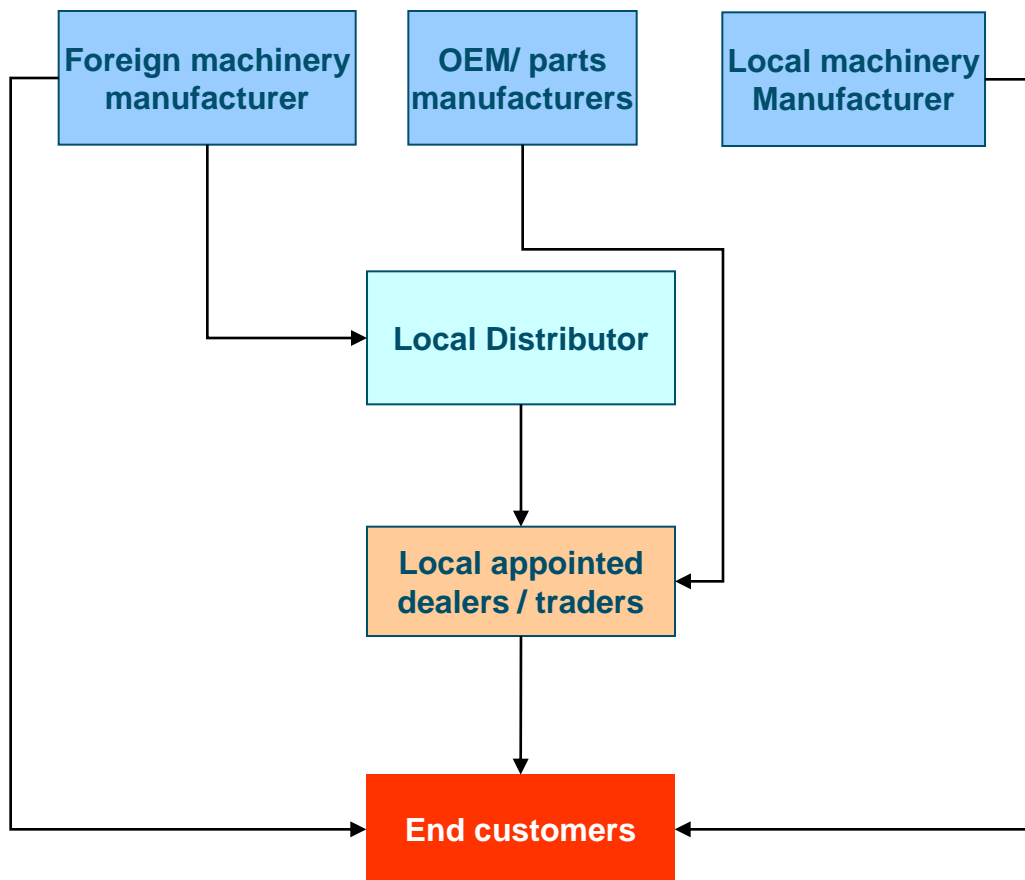 Foreign machinery
manufacturer
OEM/ parts
manufacturers
Local machinery
Manufacturer
Local Distributor
Local appointed
dealers / traders
End customers